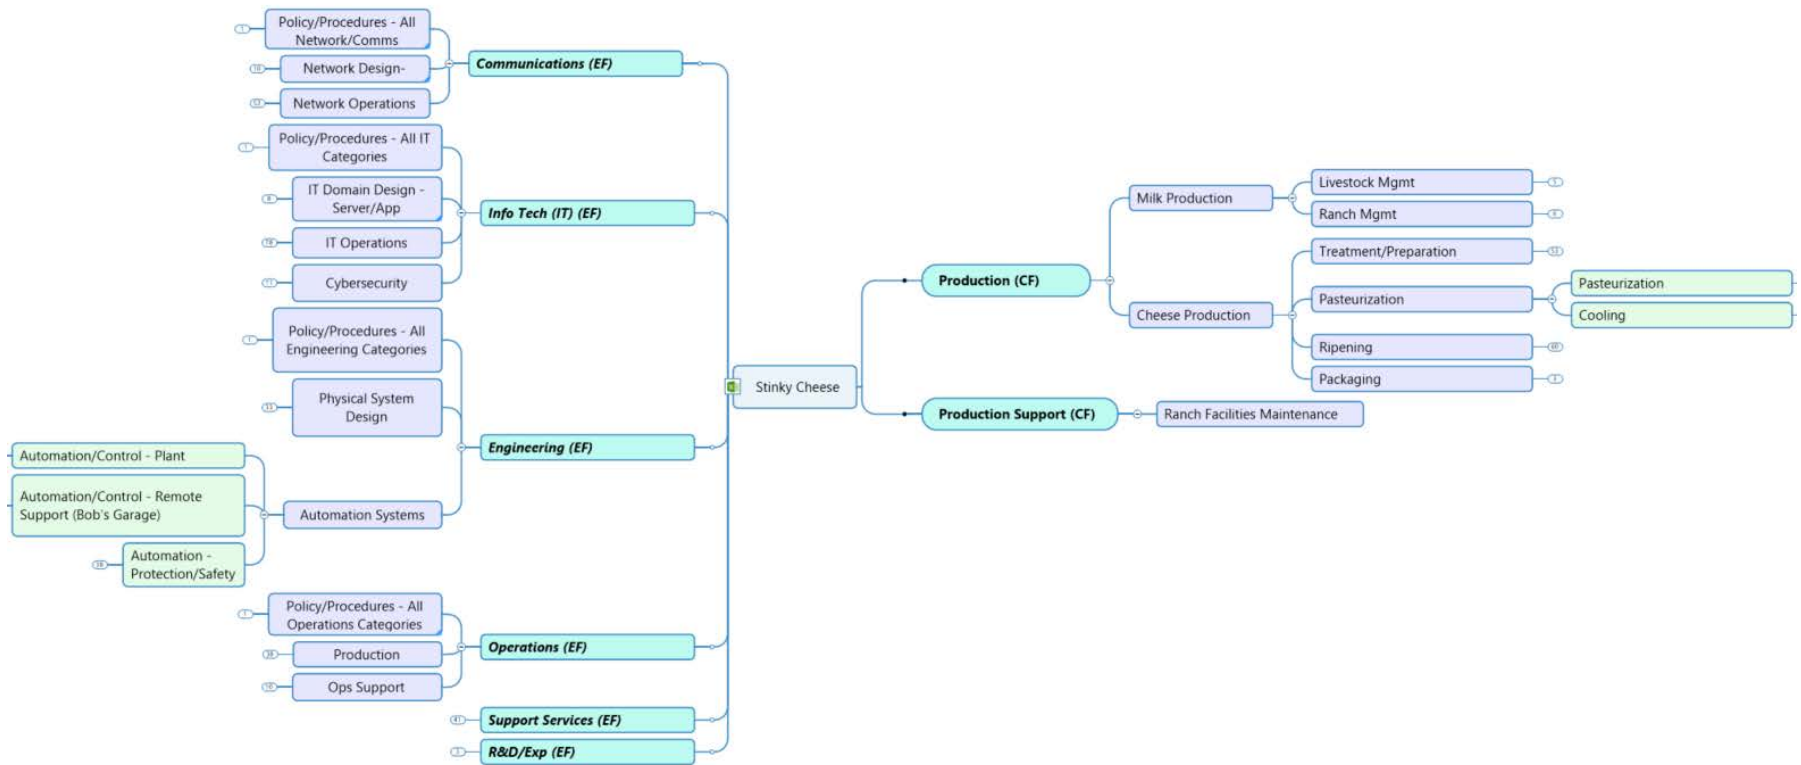 Policy/Procedures - All
Network/Comms
Network Design-
Network Operations
Communications (EF)
Policy/Procedures - All IT
Categories
IT Domain Design -
Server/App
IT Operations
Cybersecurity
Info Tech (IT) (EF)
Policy/Procedures - All
Engineering Categories
Physical System
Design
Engineering (EF)
Automation/Control - Plant
Automation/Control - Remote
Support (Bob's Garage)
Automation -
Protection/Safety
Automation Systems
Policy/Procedures - All
Operations Categories
Production
Ops Support
Operations (EF)
Support Services (EF)
R&D/Exp (EF)
Stinky Cheese
Production (CF)
Milk Production
Livestock Mgmt
Ranch Mgmt
Cheese Production
Treatment/Preparation
Pasteurization
Pasteurization
Cooling
Ripening
Packaging
Production Support (CF)
Ranch Facilities Maintenance